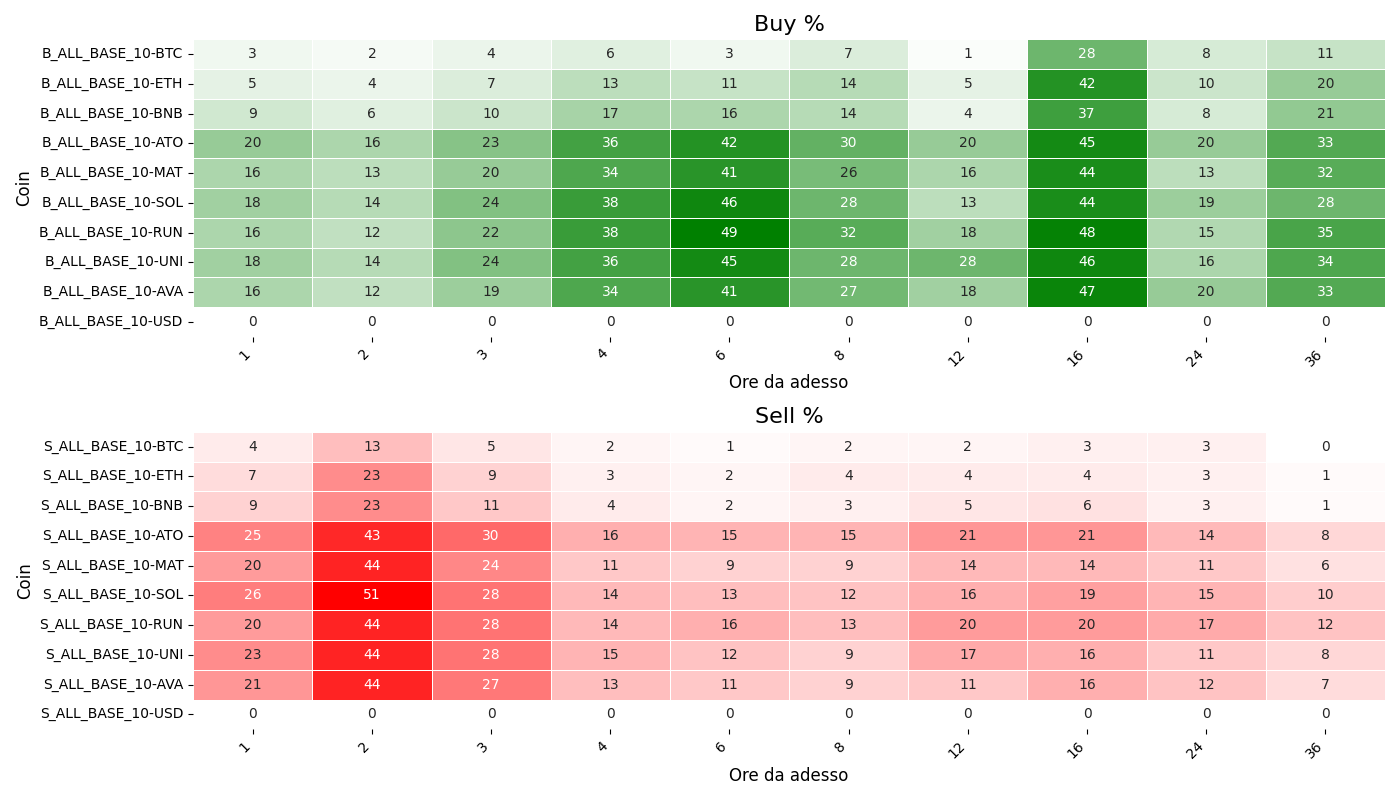 Buy %
Coin
B_ALL_BASE_10-BTC 3 2 4 6 3 7 1 28 8 11
B_ALL_BASE_10-ETH 5 4 7 13 11 14 5 42 10 20
B_ALL_BASE_10-BNB 9 6 10 17 16 14 4 37 8 21
B_ALL_BASE_10-ATO 20 16 23 36 42 30 20 45 20 33
B_ALL_BASE_10-MAT 16 13 20 34 41 26 16 44 13 32
B_ALL_BASE_10-SOL 18 14 24 38 46 28 13 44 19 28
B_ALL_BASE_10-RUN 16 12 22 38 49 32 18 48 15 35
B_ALL_BASE_10-UNI 18 14 24 36 45 28 28 46 16 34
B_ALL_BASE_10-AVA 16 12 19 34 41 27 18 47 20 33
B_ALL_BASE_10-USD 0 0 0 0 0 0 0 0 0 0
1 2 3 4 6 8 12 16 24 36
Ore da adesso
Sell %
Coin
S_ALL_BASE_10-BTC 4 13 5 2 1 2 2 3 3 0
S_ALL_BASE_10-ETH 7 23 9 3 2 4 4 4 3 1
S_ALL_BASE_10-BNB 9 23 11 4 2 3 5 6 3 1
S_ALL_BASE_10-ATO 25 43 30 16 15 15 21 21 14 8
S_ALL_BASE_10-MAT 20 44 24 11 9 9 14 14 11 6
S_ALL_BASE_10-SOL 26 51 28 14 13 12 16 19 15 10
S_ALL_BASE_10-RUN 20 44 28 14 16 13 20 20 17 12
S_ALL_BASE_10-UNI 23 44 28 15 12 9 17 16 11 8
S_ALL_BASE_10-AVA 21 44 27 13 11 9 11 16 12 7
S_ALL_BASE_10-USD 0 0 0 0 0 0 0 0 0 0
1 2 3 4 6 8 12 16 24 36
Ore da adesso